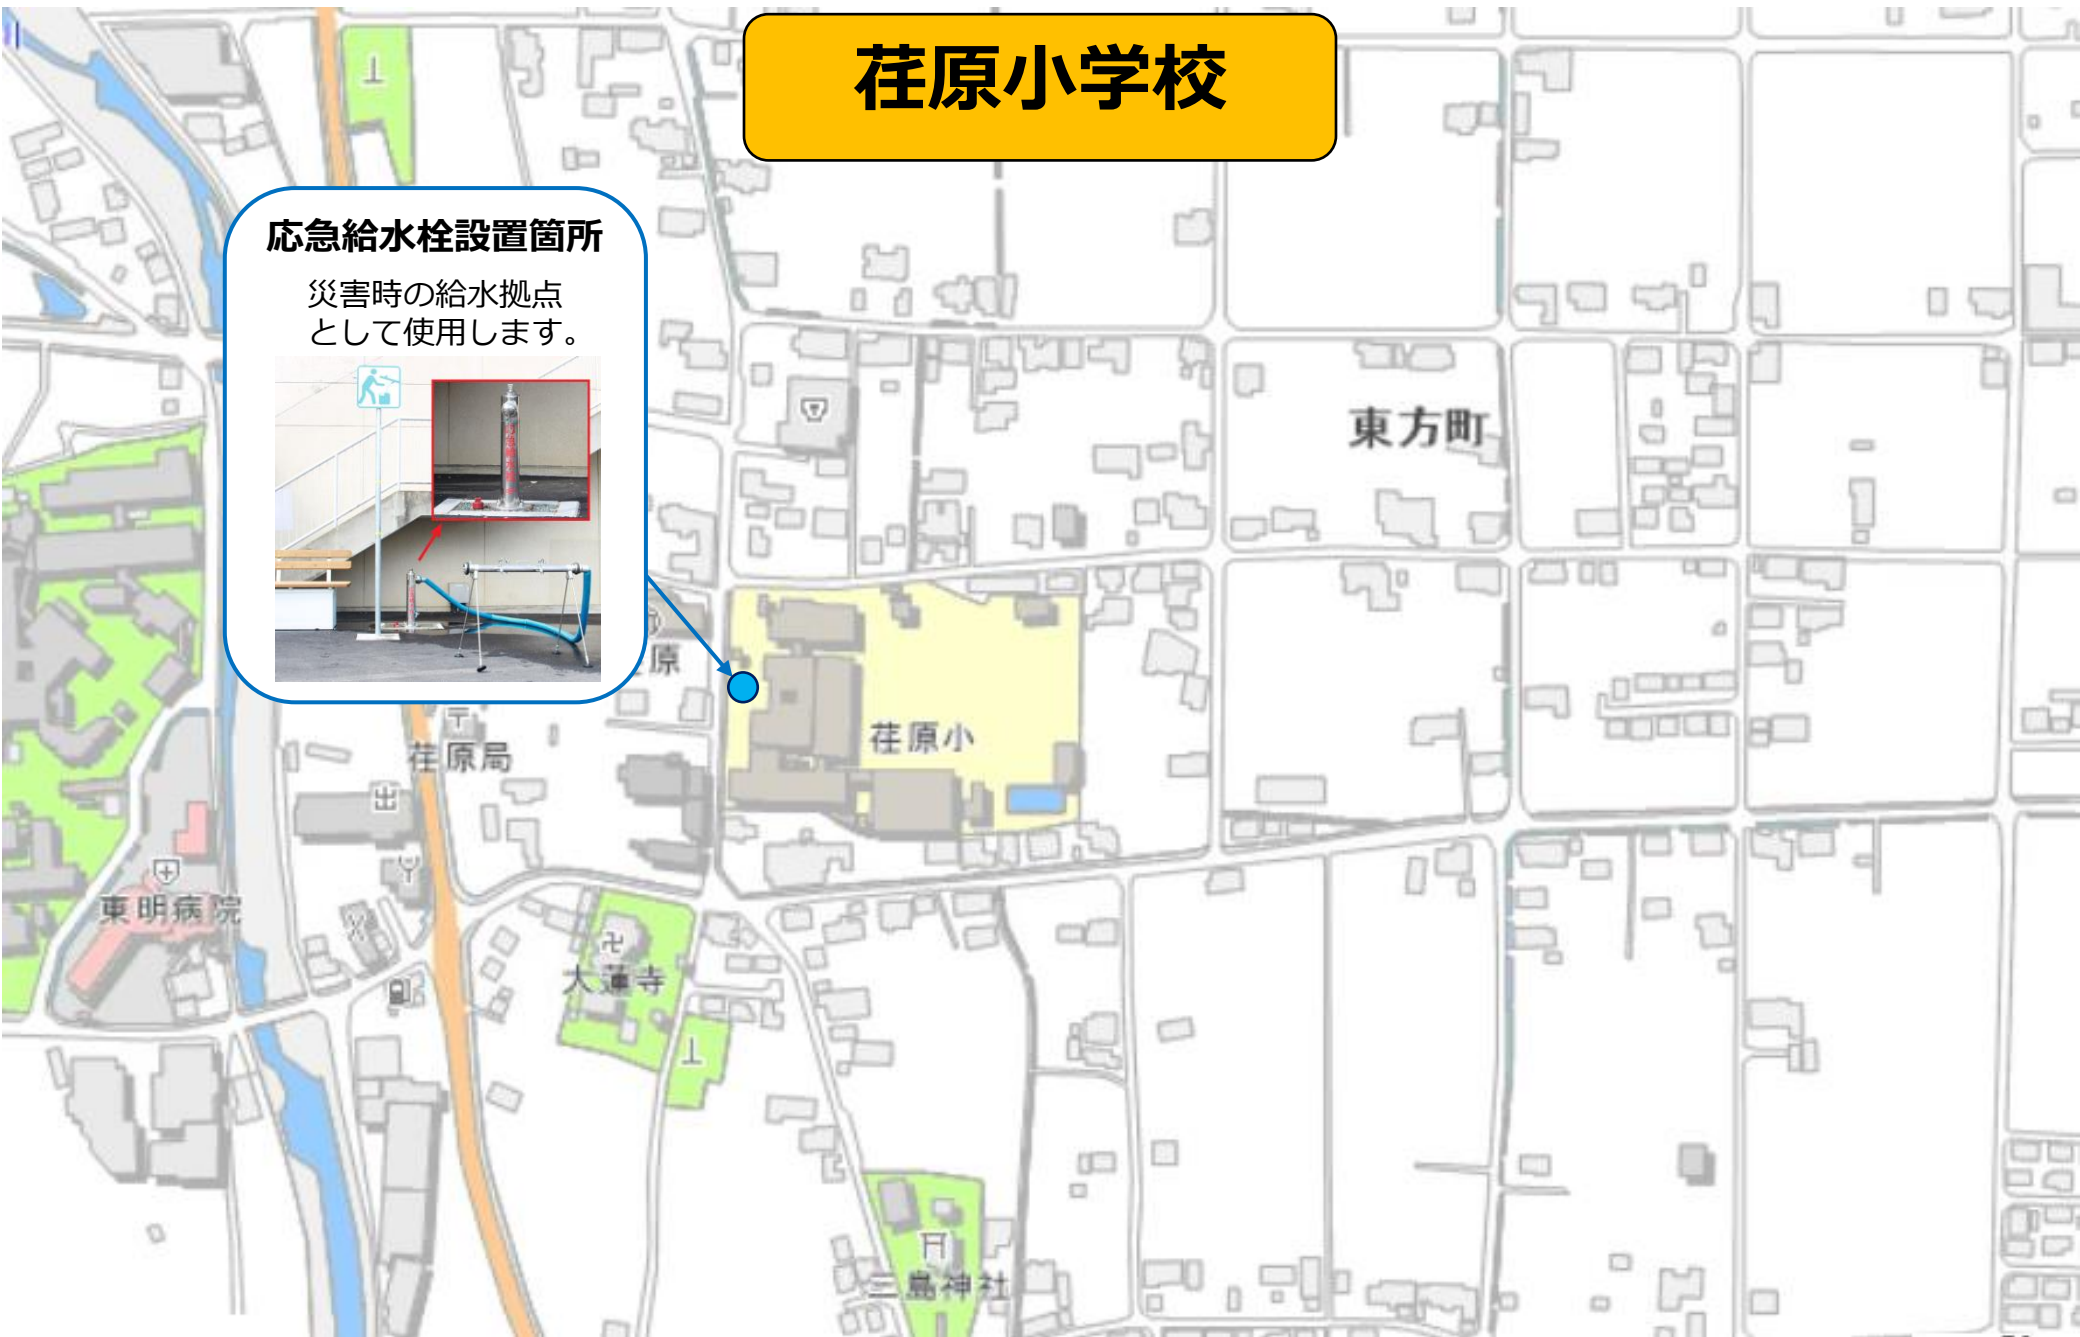 荏原小学校
応急給水栓設置箇所
災害時の給水拠点
として使用します。
東方町
原
荏原小
荏原局
東明病院
大蓮寺
三島神社